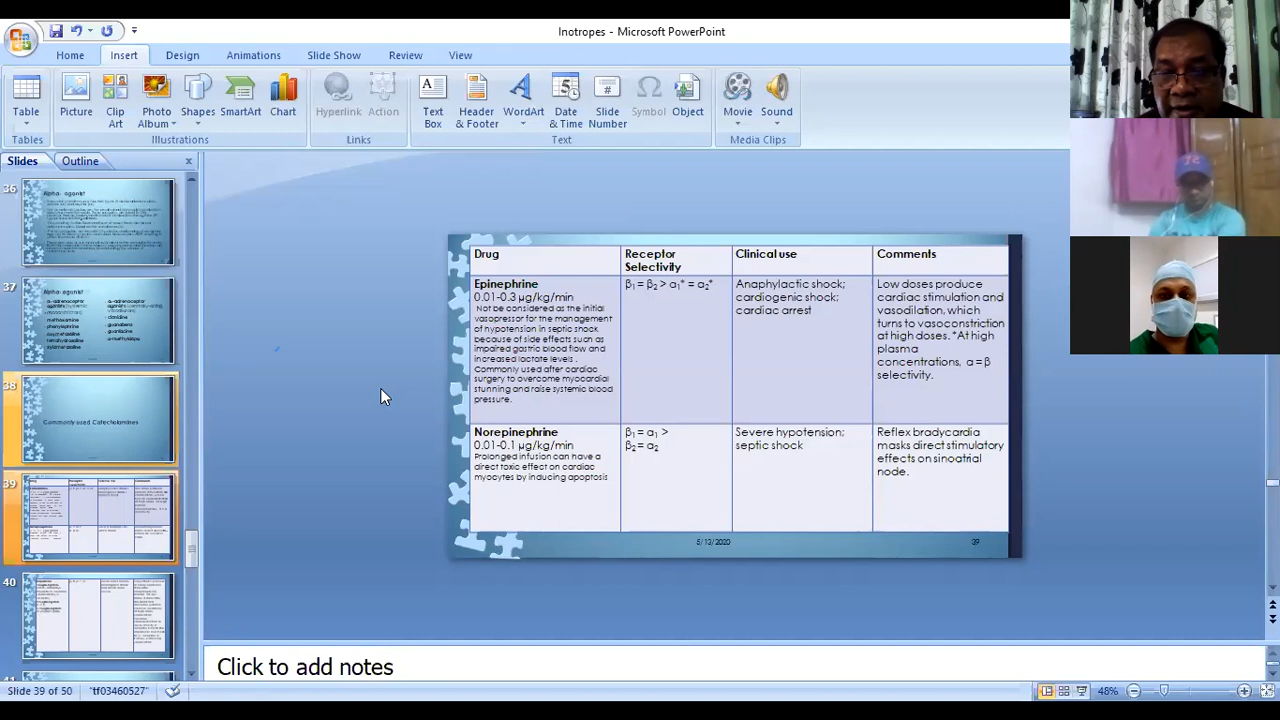 Inotropes - Microsoft PowerPoint
Home Insert Design Animations Slide Show Review View
Table Picture Clip Art Photo Album Shapes SmartArt Chart Hyperlink Action Text Box Header & Footer WordArt Date & Time Slide Number Symbol Object Movie Sound
Tables Illustrations Links Text Media Clips
Slides Outline
36
Alpha- agonist
37
Alpha- agonist
38
Commonly used Catecholamines
39
40
Drug
Receptor
Selectivity
Clinical use
Comments
Epinephrine
0.01-0.3 µg/kg/min
Not be considered as the initial
vasopressor for the management
of hypotension in septic shock
because of side effects such as
impaired gastric blood flow and
increased lactate levels .
Commonly used after cardiac
surgery to overcome myocardial
stunning and raise systemic blood
pressure.
β1 = β2 > α1* = α2*
Anaphylactic shock;
cardiogenic shock;
cardiac arrest
Low doses produce
cardiac stimulation and
vasodilation, which
turns to vasoconstriction
at high doses. *At high
plasma
concentrations, α = β
selectivity.
Norepinephrine
0.01-0.1 µg/kg/min
Prolonged infusion can have a
direct toxic effect on cardiac
myocytes by inducing apoptosis
β1 = α1 >
β2 = α2
Severe hypotension;
septic shock
Reflex bradycardia
masks direct stimulatory
effects on sinoatrial
node.
5/13/2020
39
Click to add notes
Slide 39 of 50 "tf03460527" 48%